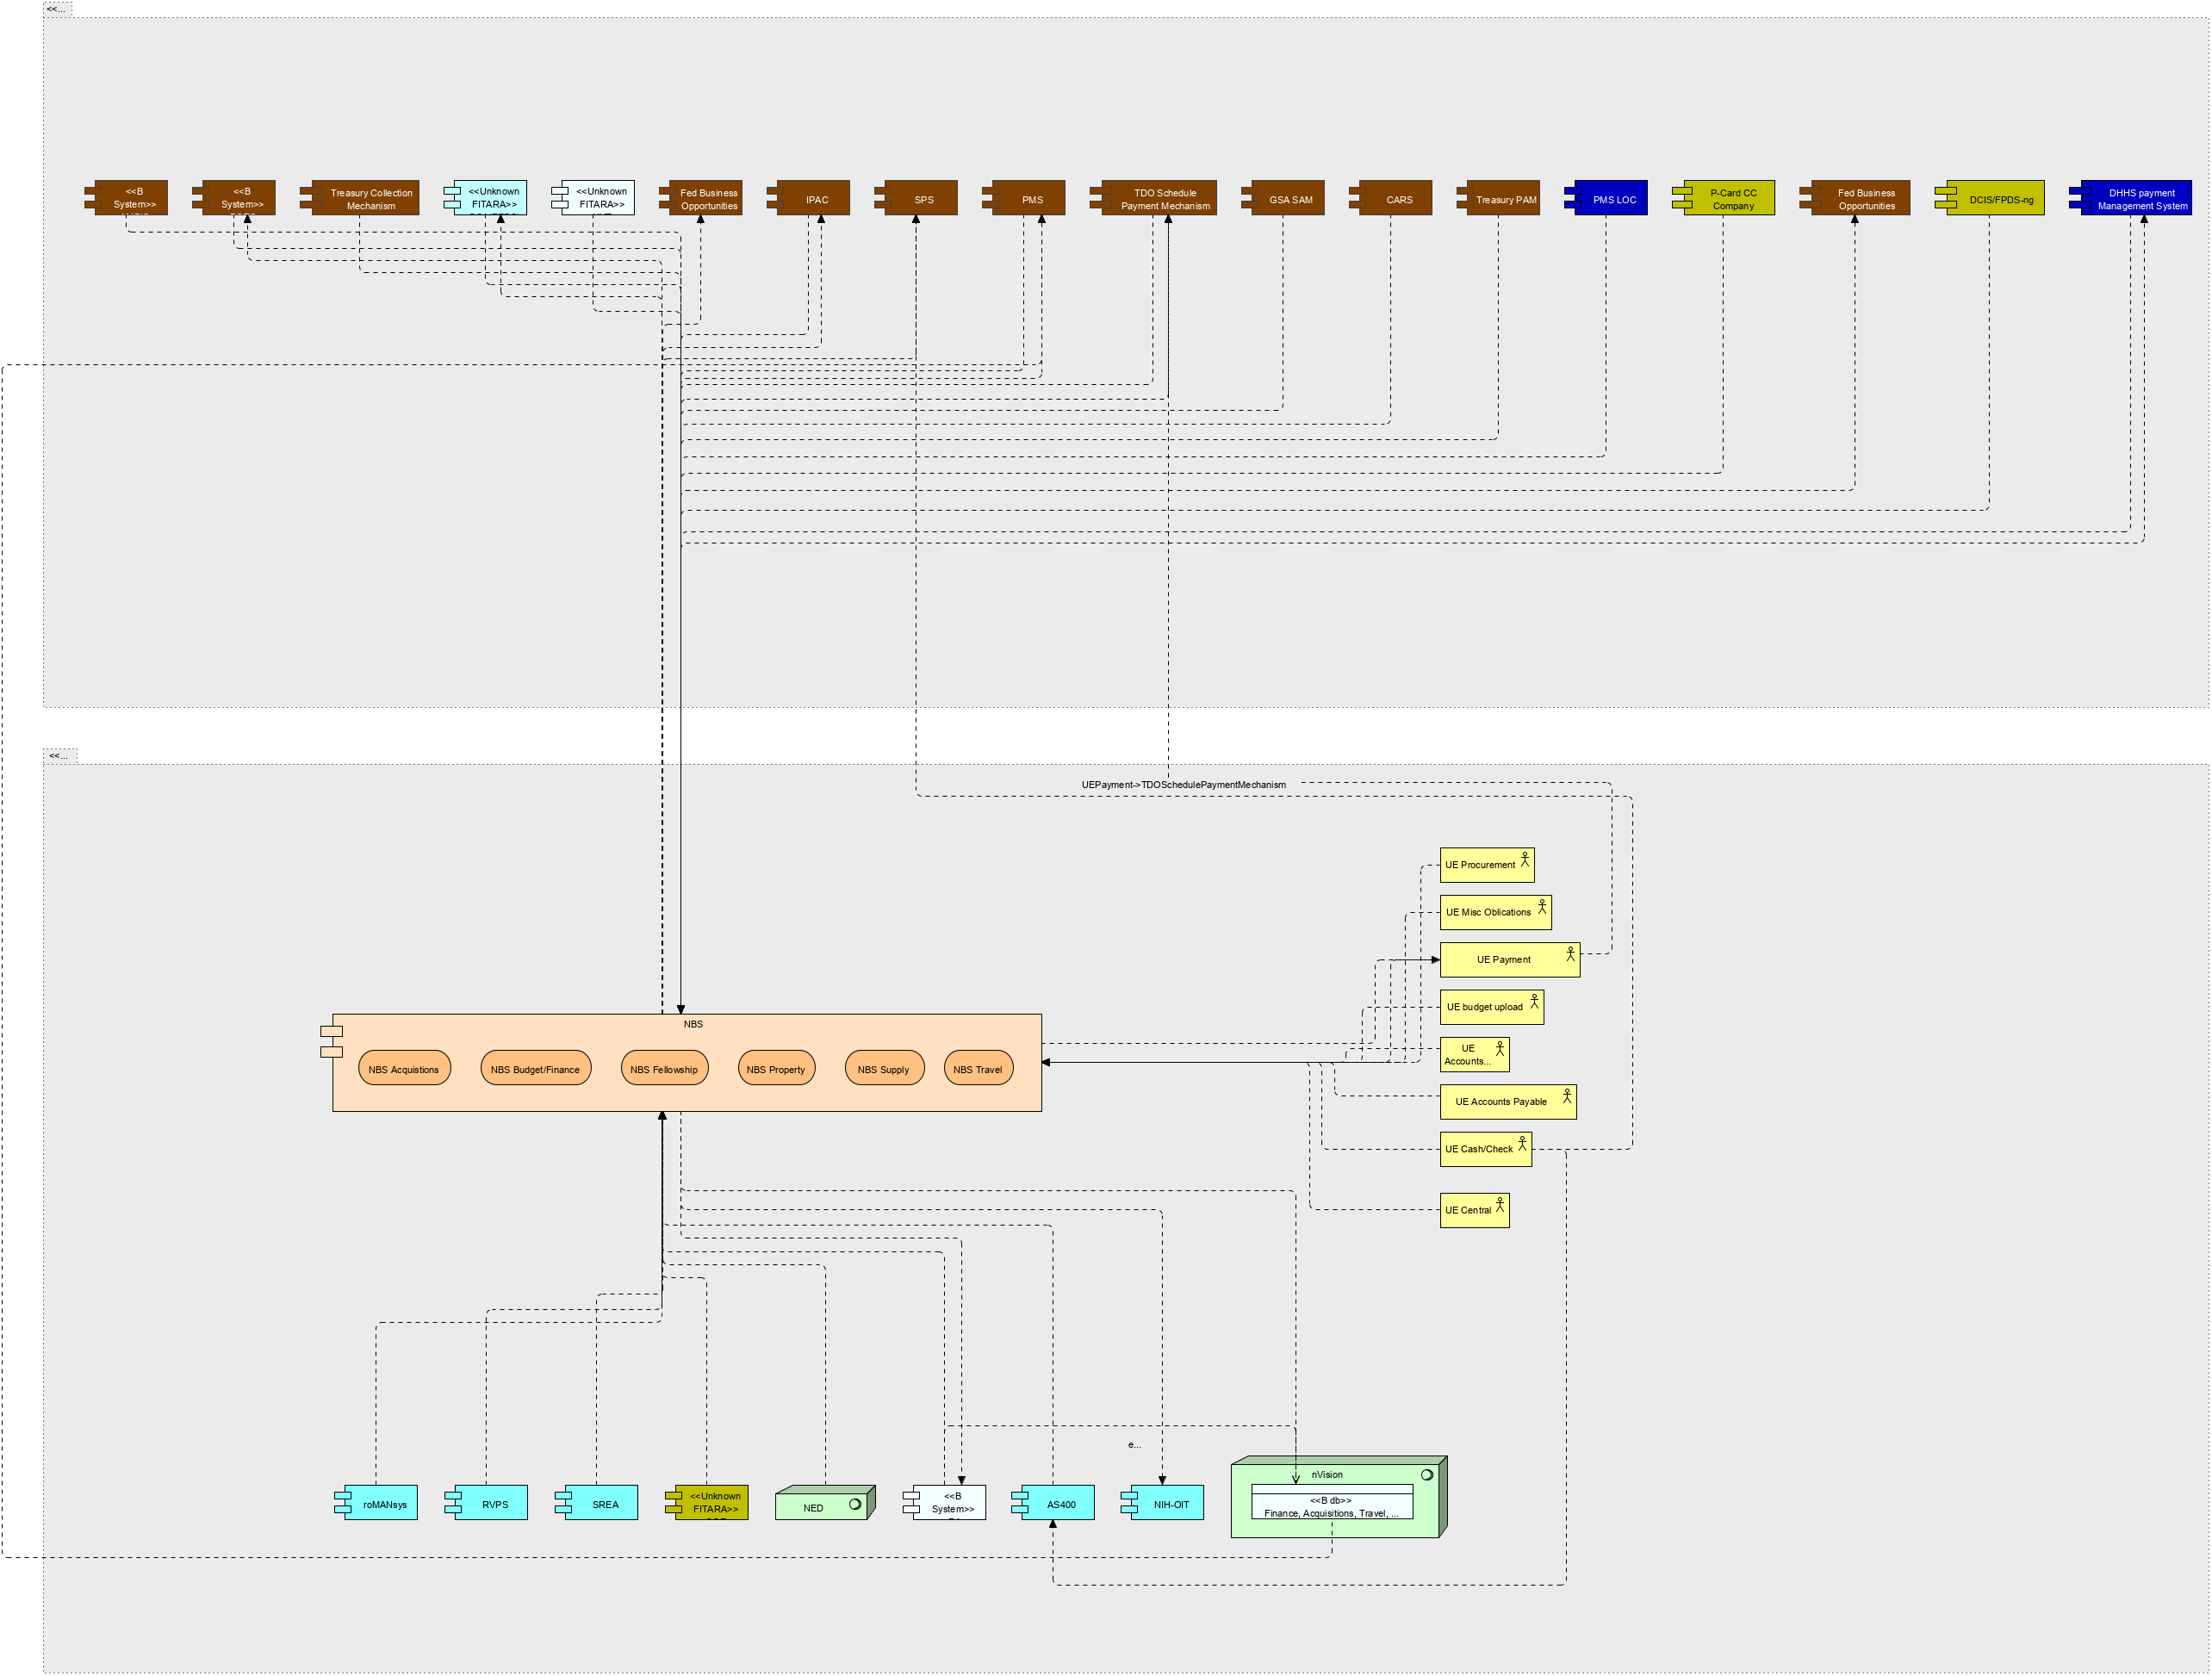 <<...
<<B
System>>
<<B
System>>
Treasury Collection
Mechanism
<<Unknown
FITARA>>
<<Unknown
FITARA>>
Fed Business
Opportunities
IPAC
SPS
PMS
TDO Schedule
Payment Mechanism
GSA SAM
CARS
Treasury PAM
PMS LOC
P-Card CC
Company
Fed Business
Opportunities
DCIS/FPDS-ng
DHHS payment
Management System
<<...
UEPayment->TDOSchedulePaymentMechanism
UE Procurement
UE Misc Oblications
UE Payment
UE budget upload
UE
Accounts...
UE Accounts Payable
UE Cash/Check
UE Central
NBS
NBS Acquistions
NBS Budget/Finance
NBS Fellowship
NBS Property
NBS Supply
NBS Travel
e...
roMANsys
RVPS
SREA
<<Unknown
FITARA>>
NED
<<B
System>>
AS400
NIH-OIT
nVision
<<B db>>
Finance, Acquisitions, Travel, ...